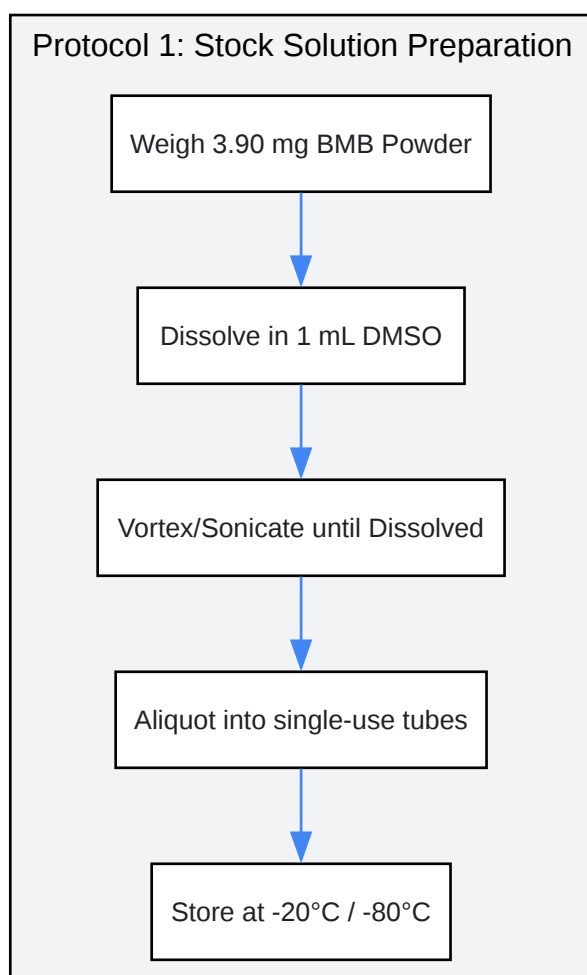 Protocol 1: Stock Solution Preparation
Weigh 3.90 mg BMB Powder
Dissolve in 1 mL DMSO
Vortex/Sonicate until Dissolved
Aliquot into single-use tubes
Store at -20°C / -80°C